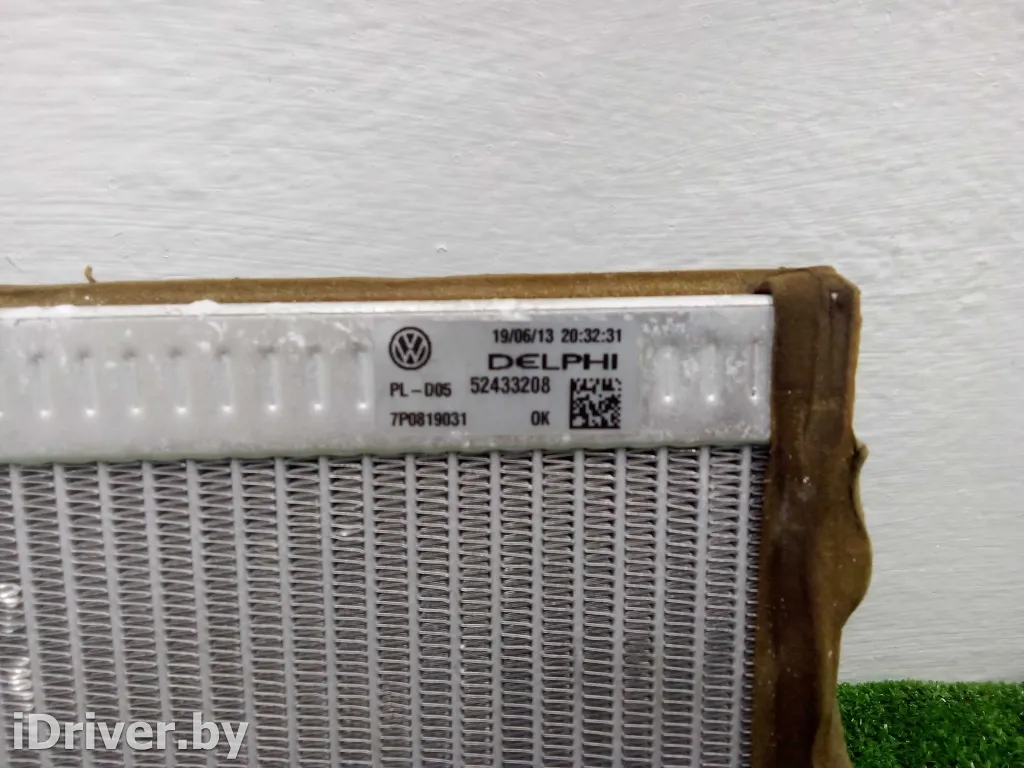 19/06/13 20:32:31
DELPHI
PL-D05 52433208
7P0819031 OK
iDriver.by